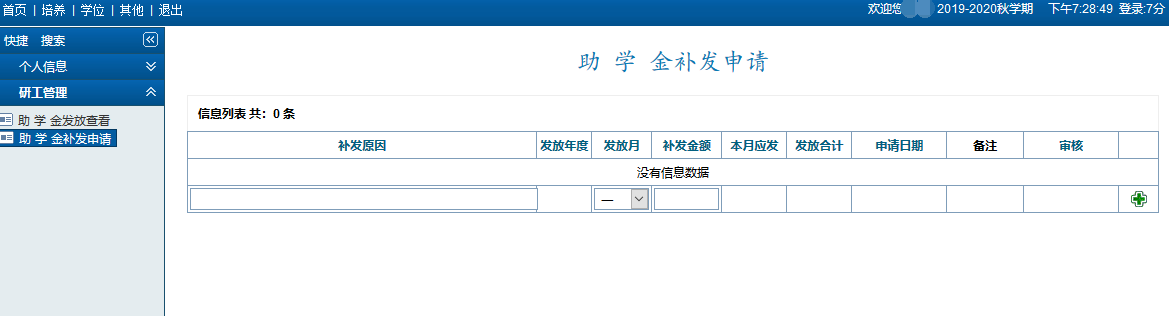 首页 | 培养 | 学位 | 其他 | 退出
欢迎您 2019-2020秋学期 下午7:28:49 登录:7分
快捷 搜索
个人信息
研工管理
助 学 金发放查看
助 学 金补发申请
助 学 金补发申请
信息列表 共：0 条
补发原因 发放年度 发放月 补发金额 本月应发 发放合计 申请日期 备注 审核
没有信息数据
—